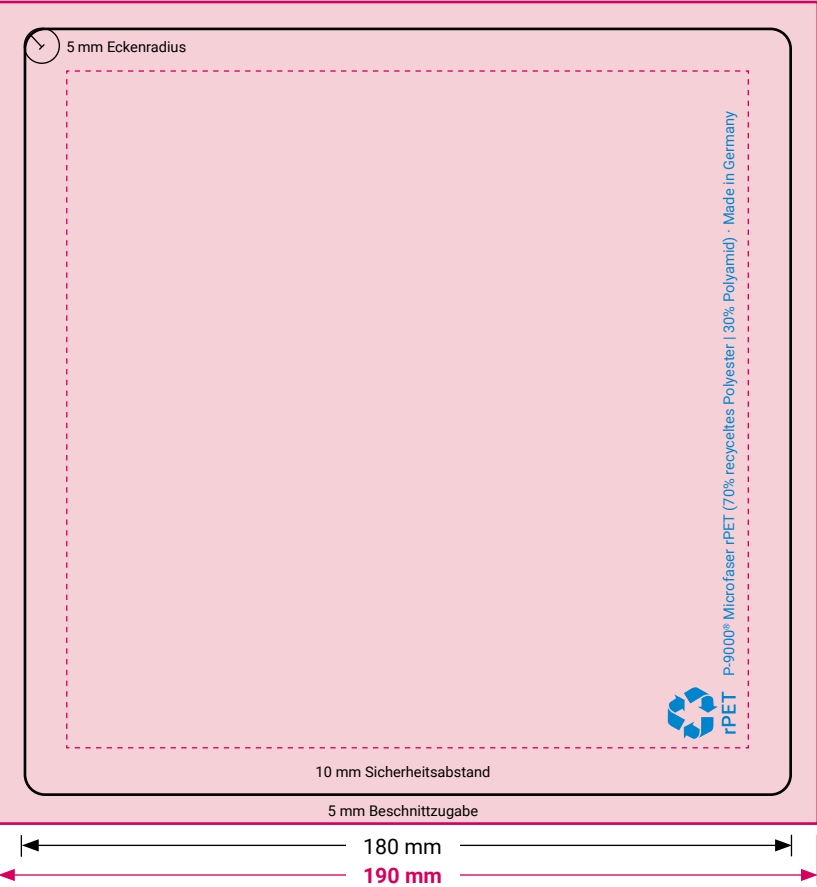 5 mm Eckenradius
P-9000® Microfaser rPET (70% recyceltes Polyester | 30% Polyamid) · Made in Germany
rPET
10 mm Sicherheitsabstand
5 mm Beschnittzugabe
180 mm
190 mm